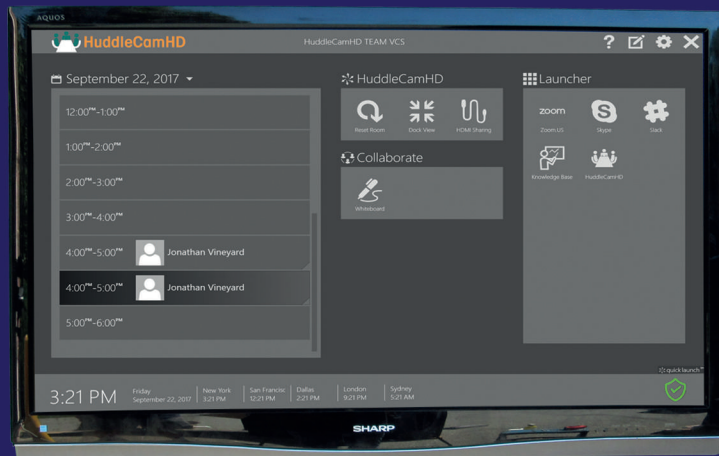 AQUOS
HuddleCamHD
HuddleCamHD TEAM VCS
?
September 22, 2017
12:00PM-1:00PM
1:00PM-2:00PM
2:00PM-3:00PM
3:00PM-4:00PM
4:00PM-5:00PM Jonathan Vineyard
4:00PM-5:00PM Jonathan Vineyard
5:00PM-6:00PM
HuddleCamHD
Reset Room Dock View HDMI Sharing
Collaborate
Whiteboard
Launcher
zoom
Zoom US Skype Slack
Knowledge Base HuddleCamHD
quick launch™
3:21 PM
Friday
September 22, 2017
New York
3:21 PM
San Francisc
12:21 PM
Dallas
2:21 PM
London
9:21 PM
Sydney
5:21 AM
SHARP